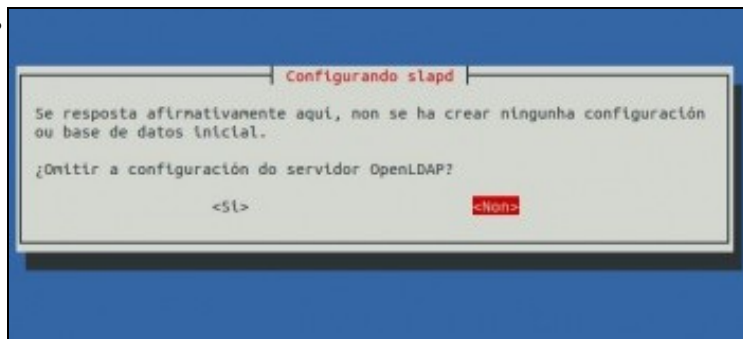 Configurando slapd
Se resposta afirmativamente aquí, non se ha crear ningunha configuración
ou base de datos inicial.
¿Omitir a configuración do servidor OpenLDAP?
<Si> <Non>